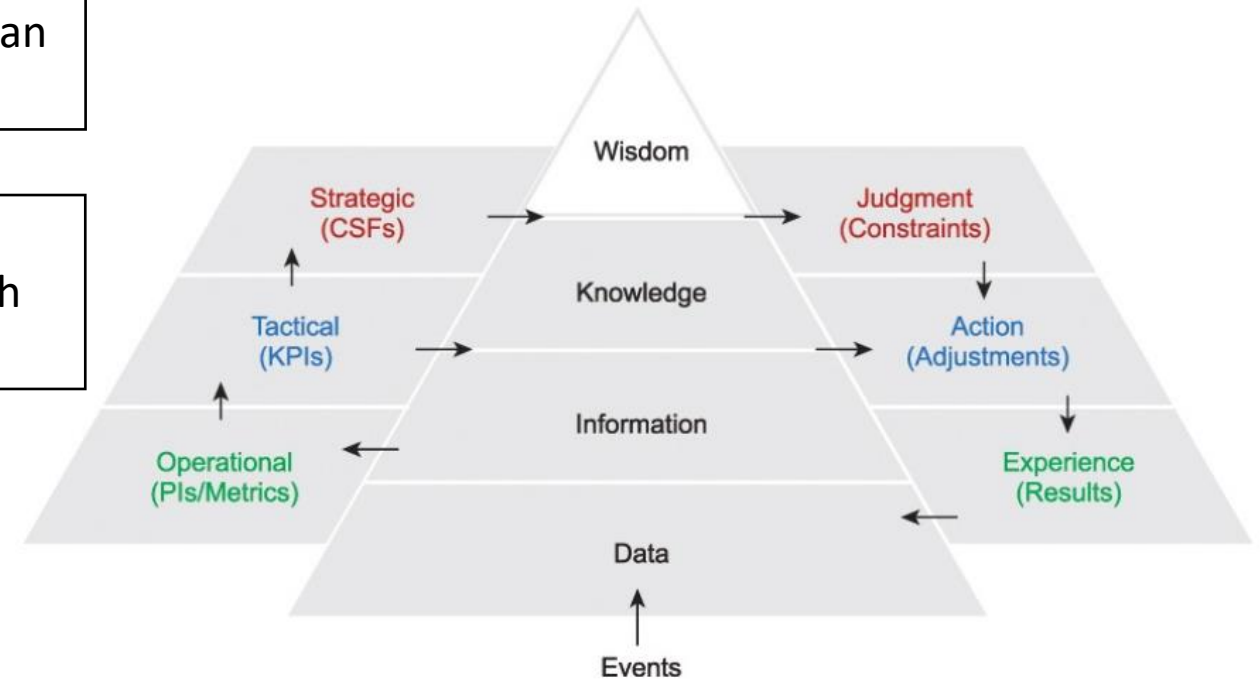 an
h
Wisdom
Strategic
(CSFs)
Judgment
(Constraints)
Knowledge
Tactical
(KPIs)
Action
(Adjustments)
Information
Operational
(PIs/Metrics)
Experience
(Results)
Data
Events